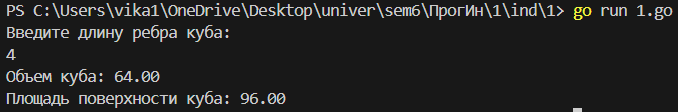 PS C:\Users\vika1\OneDrive\Desktop\univer\sem6\ПрогИн\1\ind\1> go run 1.go
Введите длину ребра куба:
4
Объем куба: 64.00
Площадь поверхности куба: 96.00